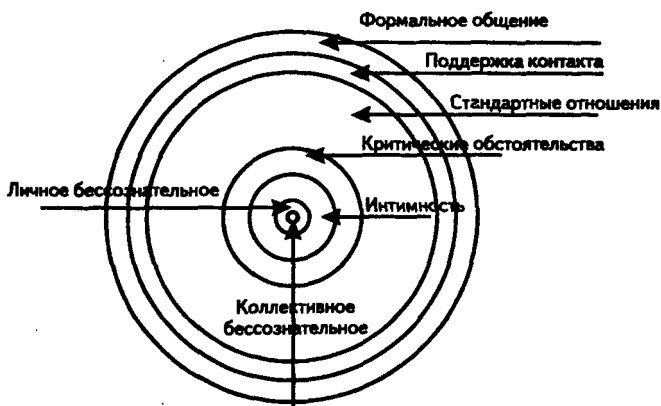 Формальное общение
Поддержка контакта
Стандартные отношения
Критические обстоятельства
Личное бессознательное
Интимность
Коллективное
бессознательное